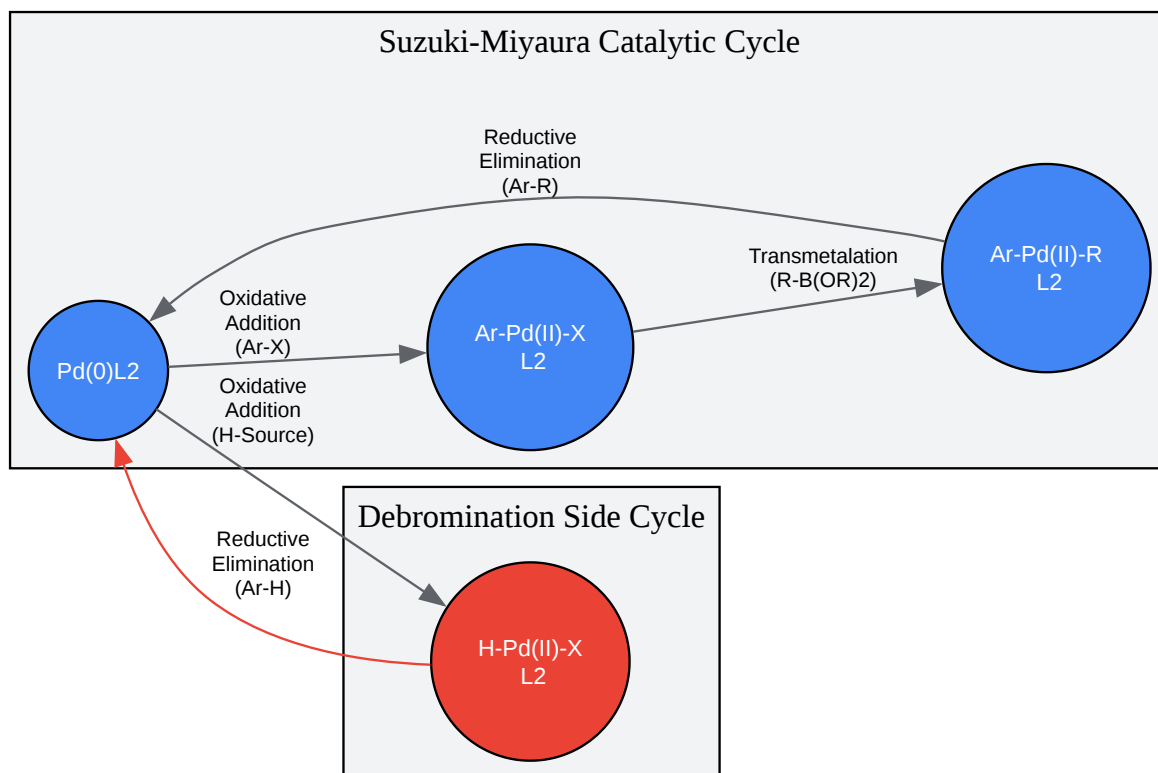 Suzuki-Miyaura Catalytic Cycle
Reductive
Elimination
(Ar-R)
Ar-Pd(II)-R
L2
Transmetalation
(R-B(OR)2)
Oxidative
Addition
(Ar-X)
Ar-Pd(II)-X
L2
Pd(0)L2
Oxidative
Addition
(H-Source)
Debromination Side Cycle
Reductive
Elimination
(Ar-H)
H-Pd(II)-X
L2